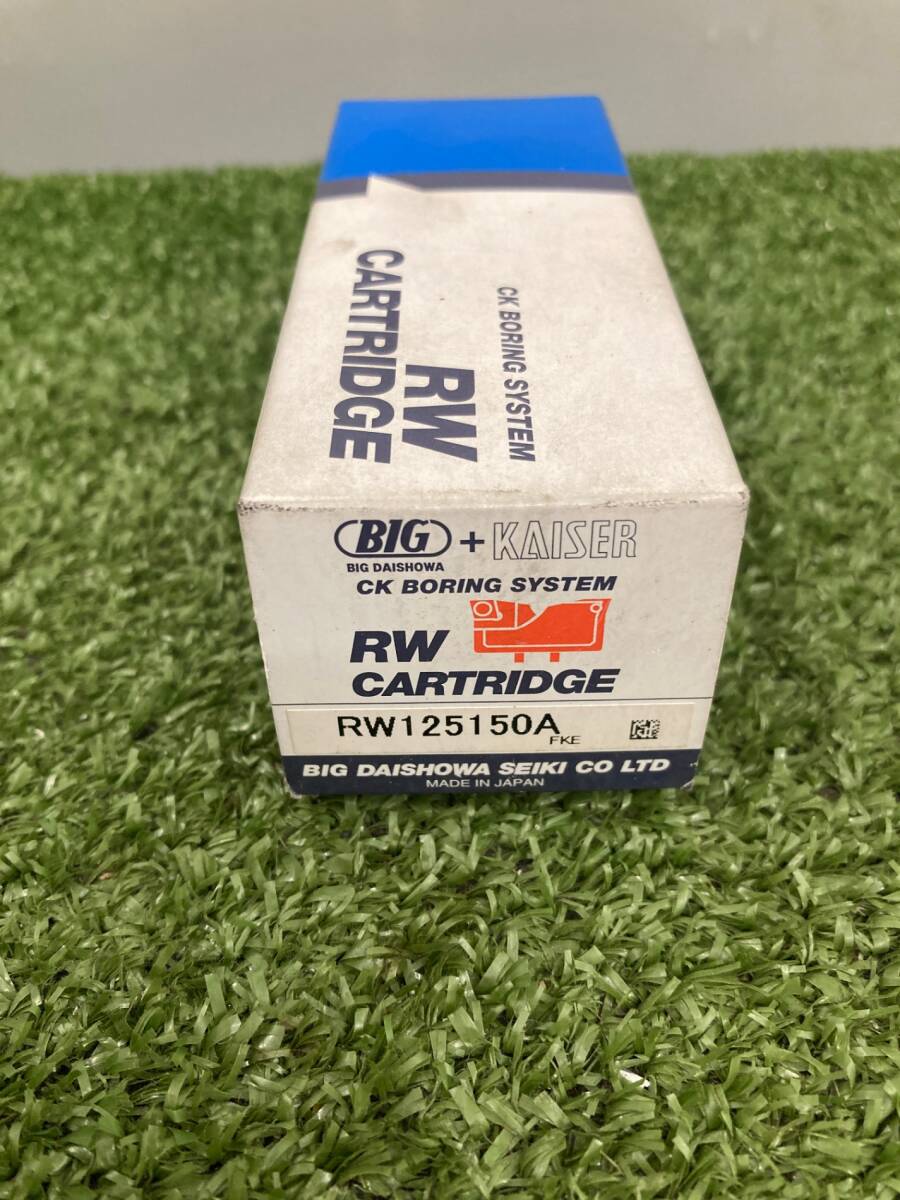 CK BORING SYSTEM
RW
CARTRIDGE
BIG + KAISER
BIG DAISHOWA
CK BORING SYSTEM
RW
CARTRIDGE
RW125150A
FKE
BIG DAISHOWA SEIKI CO LTD
MADE IN JAPAN